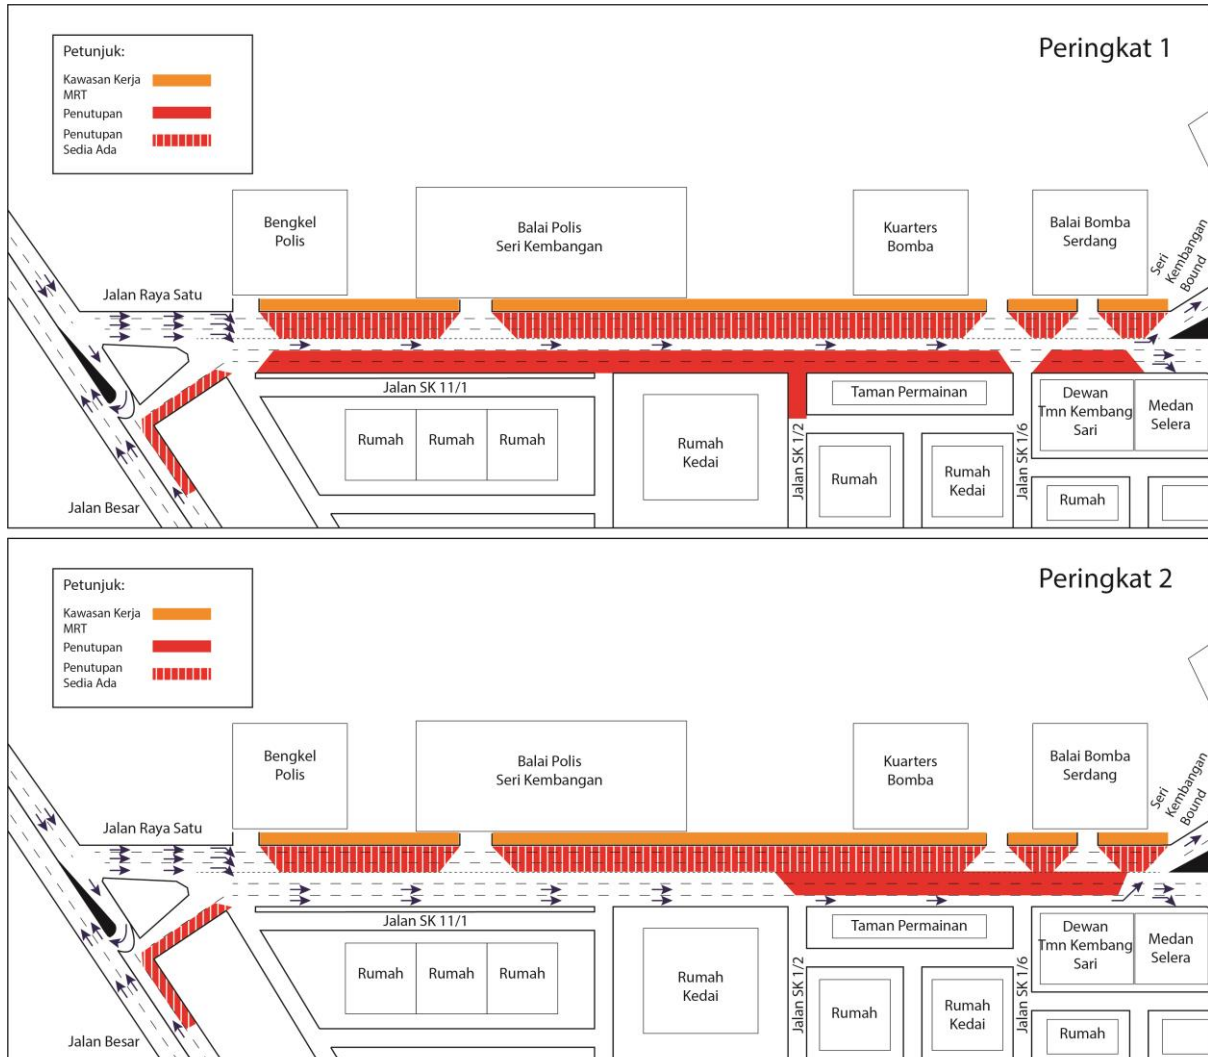 Peringkat 1
Petunjuk:
Kawasan Kerja
MRT
Penutupan
Penutupan
Sedia Ada
Bengkel
Polis
Balai Polis
Seri Kembangan
Kuarters
Bomba
Balai Bomba
Serdang
Seri
Kembangan
Bound
Jalan Raya Satu
Jalan SK 11/1
Rumah
Rumah
Rumah
Rumah
Kedai
Jalan SK 1/2
Taman Permainan
Rumah
Rumah
Kedai
Jalan SK 1/6
Dewan
Tmn Kembang
Sari
Medan
Selera
Rumah
Jalan Besar
Peringkat 2
Petunjuk:
Kawasan Kerja
MRT
Penutupan
Penutupan
Sedia Ada
Bengkel
Polis
Balai Polis
Seri Kembangan
Kuarters
Bomba
Balai Bomba
Serdang
Seri
Kembangan
Bound
Jalan Raya Satu
Jalan SK 11/1
Rumah
Rumah
Rumah
Rumah
Kedai
Jalan SK 1/2
Taman Permainan
Rumah
Rumah
Kedai
Jalan SK 1/6
Dewan
Tmn Kembang
Sari
Medan
Selera
Rumah
Jalan Besar